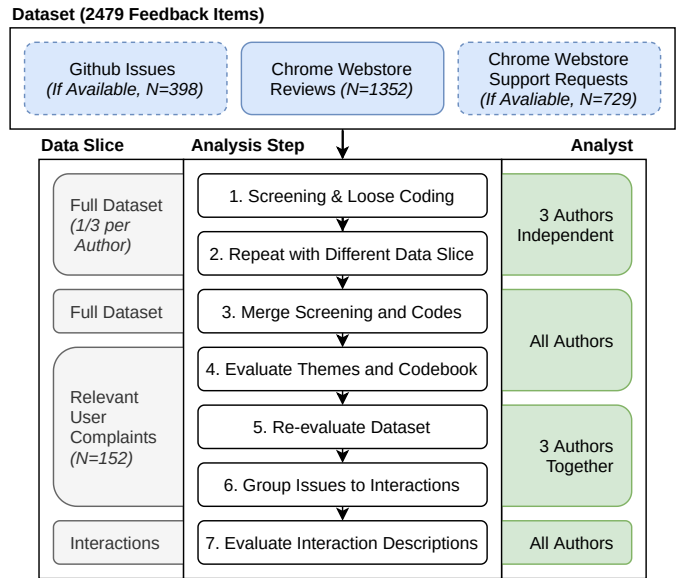 Dataset (2479 Feedback Items)
Github Issues
(If Available, N=398)
Chrome Webstore
Reviews (N=1352)
Chrome Webstore
Support Requests
(If Avaliable, N=729)
Data Slice
Analysis Step
Analyst
Full Dataset
(1/3 per
Author)
1. Screening & Loose Coding
2. Repeat with Different Data Slice
3 Authors
Independent
Full Dataset
3. Merge Screening and Codes
4. Evaluate Themes and Codebook
All Authors
Relevant
User
Complaints
(N=152)
5. Re-evaluate Dataset
6. Group Issues to Interactions
3 Authors
Together
Interactions
7. Evaluate Interaction Descriptions
All Authors